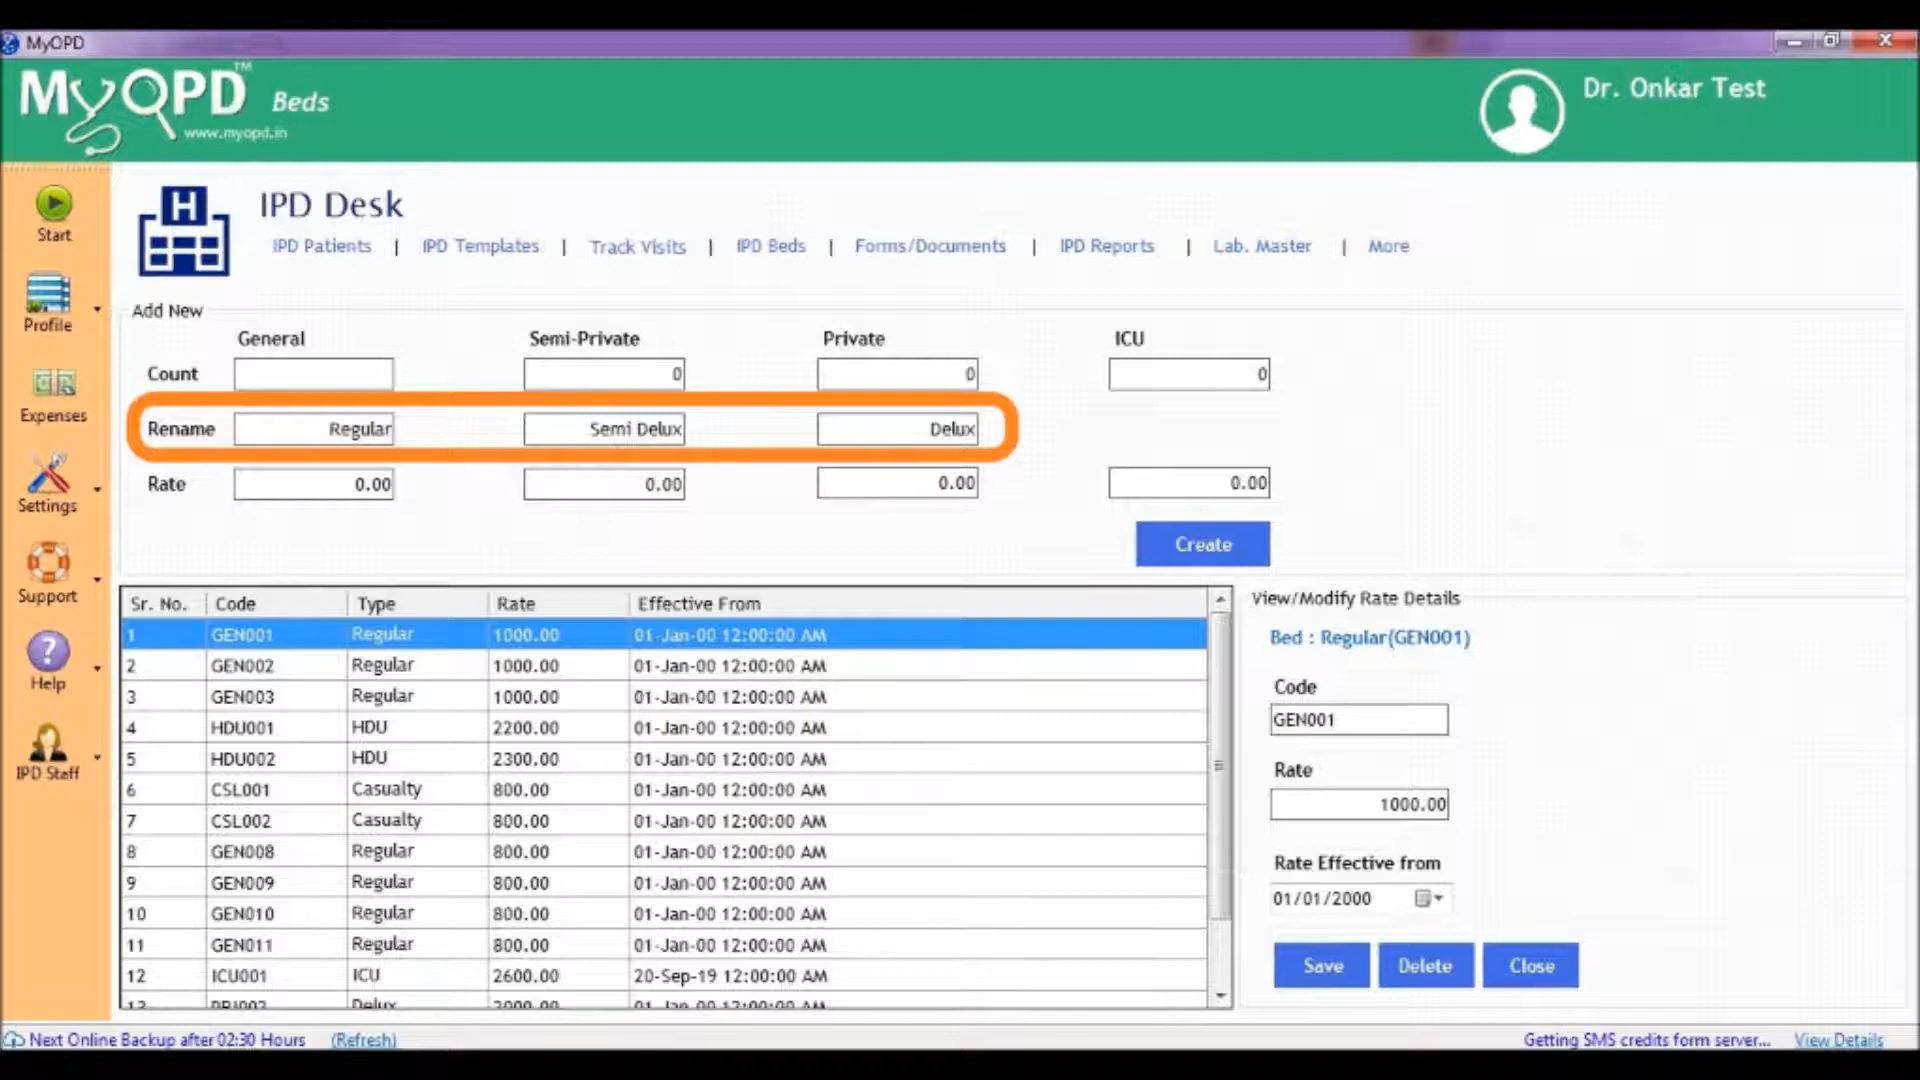 MyOPD
MyOPD™ Beds
www.myopd.in
Dr. Onkar Test
Start
Profile
Expenses
Settings
Support
Help
IPD Staff
H
IPD Desk
IPD Patients | IPD Templates | Track Visits | IPD Beds | Forms/Documents | IPD Reports | Lab. Master | More
Add New
General Semi-Private Private ICU
Count 0 0 0
Rename Regular Semi Delux Delux
Rate 0.00 0.00 0.00 0.00
Create
Sr. No. Code Type Rate Effective From
1 GEN001 Regular 1000.00 01-Jan-00 12:00:00 AM
2 GEN002 Regular 1000.00 01-Jan-00 12:00:00 AM
3 GEN003 Regular 1000.00 01-Jan-00 12:00:00 AM
4 HDU001 HDU 2200.00 01-Jan-00 12:00:00 AM
5 HDU002 HDU 2300.00 01-Jan-00 12:00:00 AM
6 CSL001 Casualty 800.00 01-Jan-00 12:00:00 AM
7 CSL002 Casualty 800.00 01-Jan-00 12:00:00 AM
8 GEN008 Regular 800.00 01-Jan-00 12:00:00 AM
9 GEN009 Regular 800.00 01-Jan-00 12:00:00 AM
10 GEN010 Regular 800.00 01-Jan-00 12:00:00 AM
11 GEN011 Regular 800.00 01-Jan-00 12:00:00 AM
12 ICU001 ICU 2600.00 20-Sep-19 12:00:00 AM
Delux 01-Jan-00 12:00:00 AM
View/Modify Rate Details
Bed : Regular(GEN001)
Code
GEN001
Rate
1000.00
Rate Effective from
01/01/2000
Save Delete Close
Next Online Backup after 02:30 Hours (Refresh)
Getting SMS credits form server... View Details